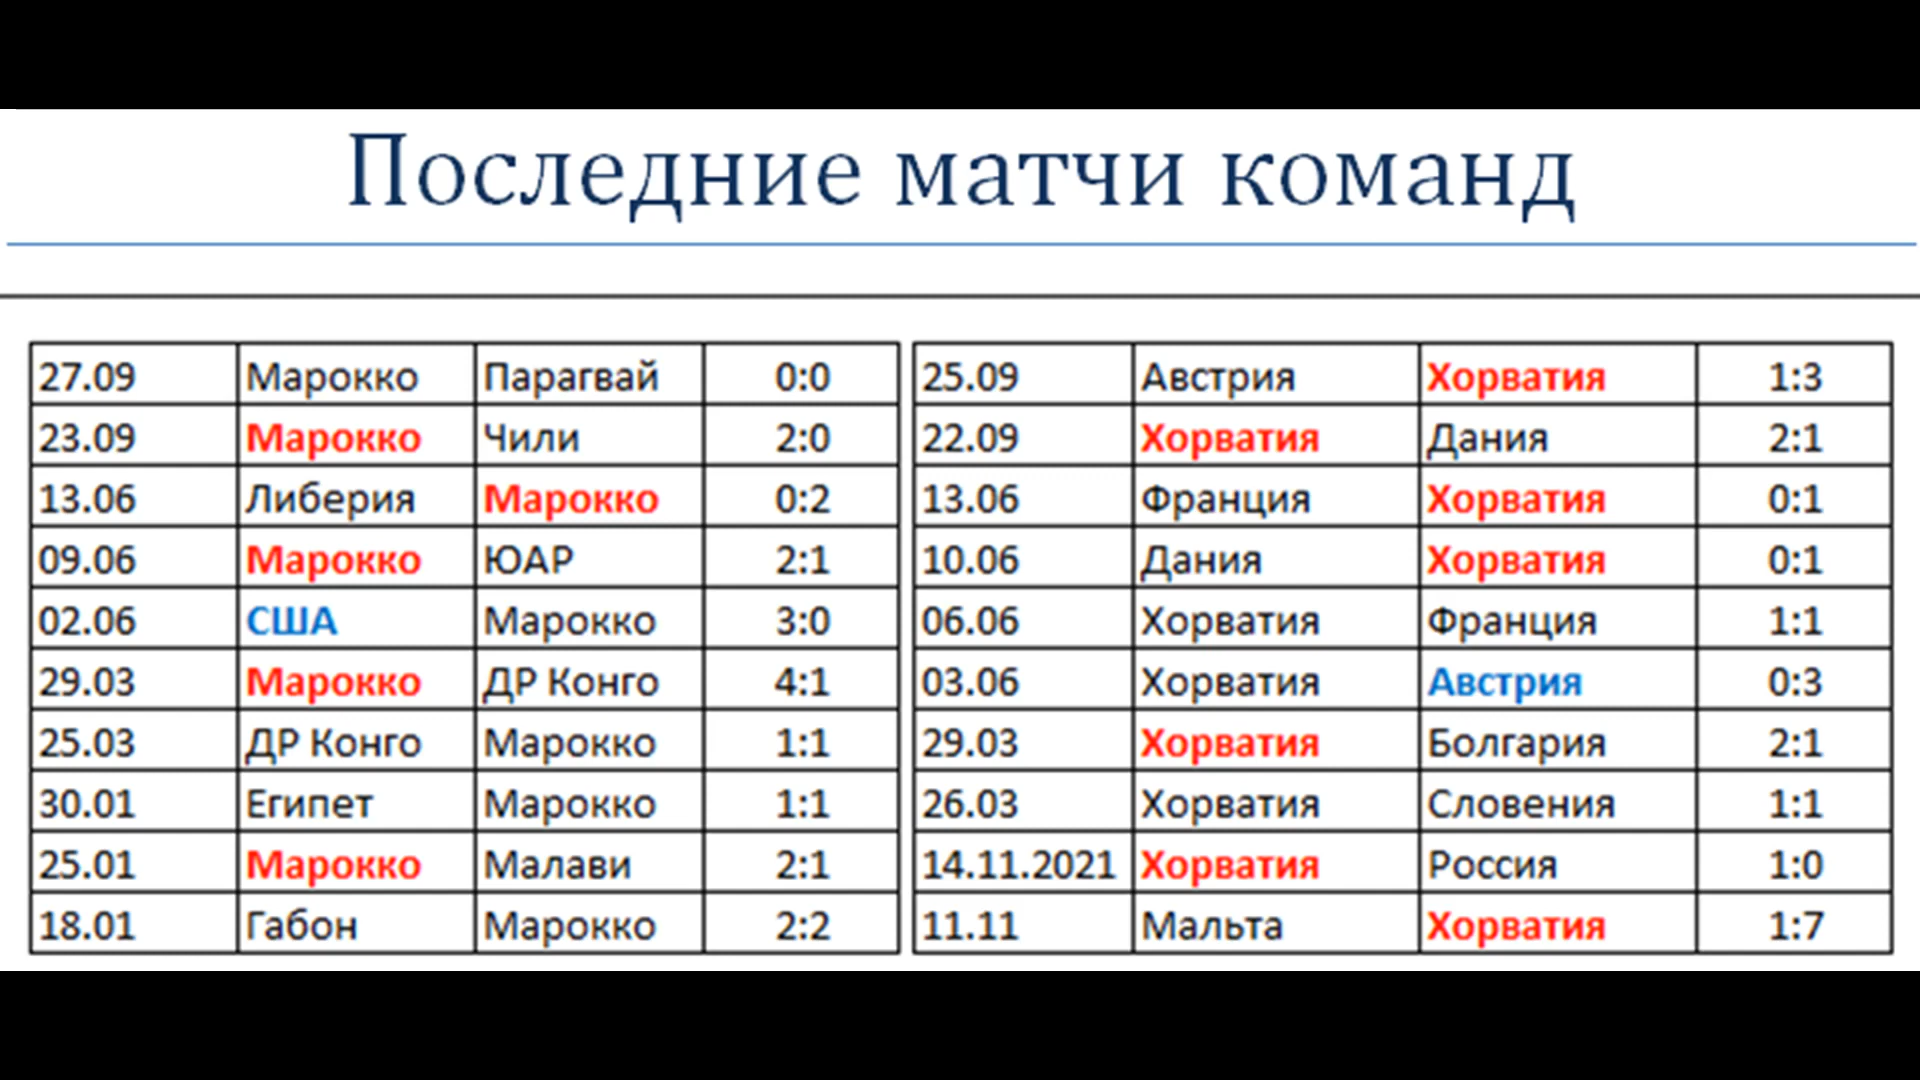 Последние матчи команд
27.09 Марокко Парагвай 0:0 25.09 Австрия Хорватия 1:3
23.09 Марокко Чили 2:0 22.09 Хорватия Дания 2:1
13.06 Либерия Марокко 0:2 13.06 Франция Хорватия 0:1
09.06 Марокко ЮАР 2:1 10.06 Дания Хорватия 0:1
02.06 США Марокко 3:0 06.06 Хорватия Франция 1:1
29.03 Марокко ДР Конго 4:1 03.06 Хорватия Австрия 0:3
25.03 ДР Конго Марокко 1:1 29.03 Хорватия Болгария 2:1
30.01 Египет Марокко 1:1 26.03 Хорватия Словения 1:1
25.01 Марокко Малави 2:1 14.11.2021 Хорватия Россия 1:0
18.01 Габон Марокко 2:2 11.11 Мальта Хорватия 1:7